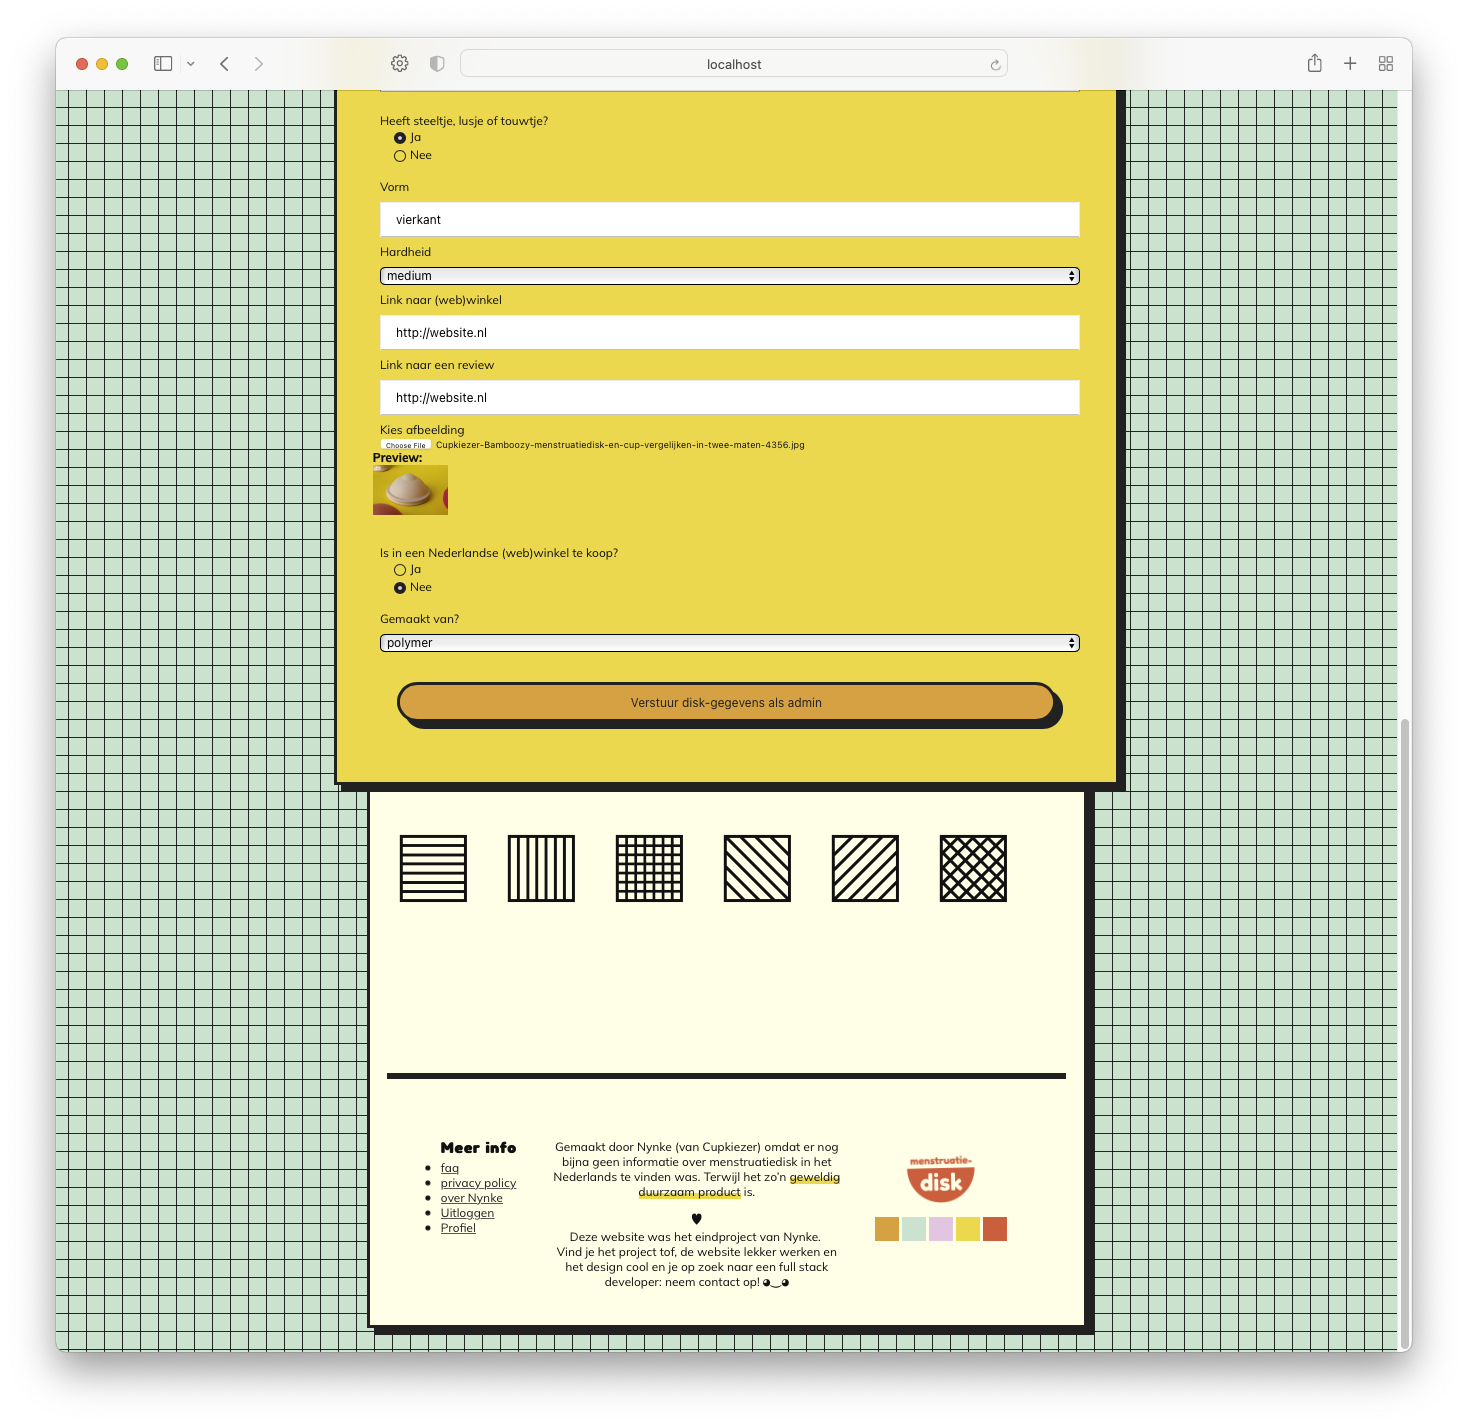 localhost
Heeft steeltje, lusje of touwtje?
Ja
Nee
Vorm
vierkant
Hardheid
medium
Link naar (web)winkel
http://website.nl
Link naar een review
http://website.nl
Kies afbeelding
Choose File Cupkiezer-Bamboozy-menstruatiedisk-en-cup-vergelijken-in-twee-maten-4356.jpg
Preview:
Is in een Nederlandse (web)winkel te koop?
Ja
Nee
Gemaakt van?
polymer
Verstuur disk-gegevens als admin
Meer info
faq
privacy policy
over Nynke
Uitloggen
Profiel
Gemaakt door Nynke (van Cupkiezer) omdat er nog
bijna geen informatie over menstruatiedisk in het
Nederlands te vinden was. Terwijl het zo'n geweldig
duurzaam product is.
Deze website was het eindproject van Nynke.
Vind je het project tof, de website lekker werken en
het design cool en je op zoek naar een full stack
developer: neem contact op! ◕‿◕
menstruatie-
disk